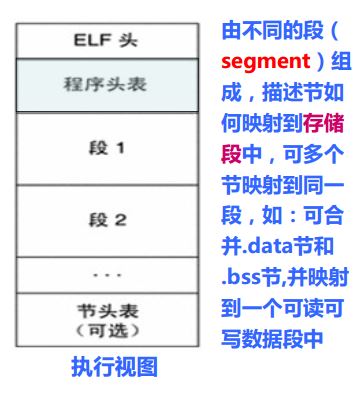 ELF 头
程序头表
段 1
段 2
...
节头表
（可选）
执行视图
由不同的段（
segment）组
成，描述节如
何映射到存储
段中，可多个
节映射到同一
段，如：可合
并.data节和
.bss节,并映射
到一个可读可
写数据段中